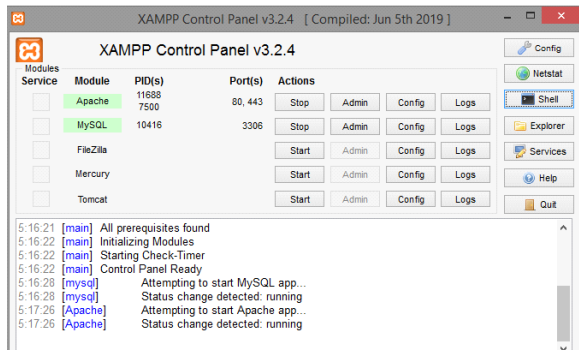 XAMPP Control Panel v3.2.4 [ Compiled: Jun 5th 2019 ]
XAMPP Control Panel v3.2.4
Config
Modules
Service Module PID(s) Port(s) Actions
Netstat
Apache 11688 7500 80, 443 Stop Admin Config Logs
Shell
MySQL 10416 3306 Stop Admin Config Logs
Explorer
FileZilla Start Admin Config Logs
Services
Mercury Start Admin Config Logs
Help
Tomcat Start Admin Config Logs
Quit
5:16:21 [main] All prerequisites found
5:16:22 [main] Initializing Modules
5:16:22 [main] Starting Check-Timer
5:16:22 [main] Control Panel Ready
5:16:28 [mysql] Attempting to start MySQL app...
5:16:28 [mysql] Status change detected: running
5:17:26 [Apache] Attempting to start Apache app...
5:17:26 [Apache] Status change detected: running